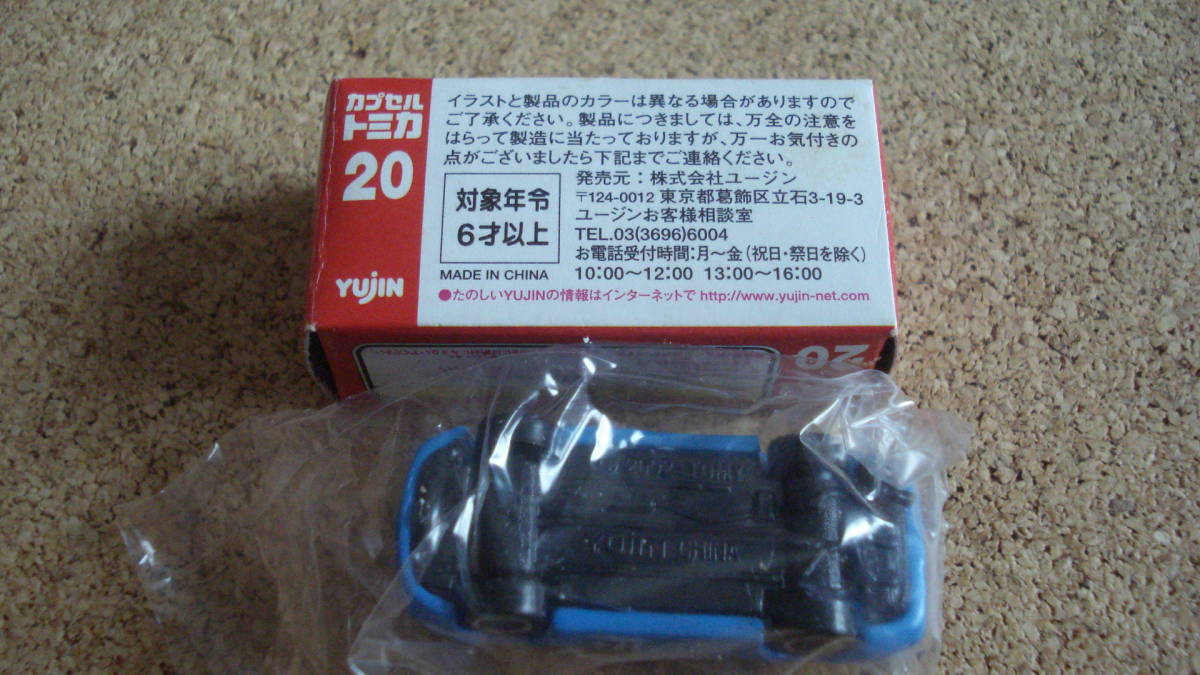 カプセル
トミカ
20
YUJIN
イラストと製品のカラーは異なる場合がありますので
ご了承ください。製品につきましては、万全の注意を
はらって製造に当たっておりますが、万一お気付きの
点がございましたら下記までご連絡ください。
対象年令
6才以上
MADE IN CHINA
発売元:株式会社ユージン
〒124-0012 東京都葛飾区立石3-19-3
ユージンお客様相談室
TEL.03(3696)6004
お電話受付時間:月〜金(祝日・祭日を除く)
10:00〜12:00 13:00〜16:00
●たのしいYUJINの情報はインターネットで http://www.yujin-net.com
20
© 2002 TOMY
YUJIN CHINA